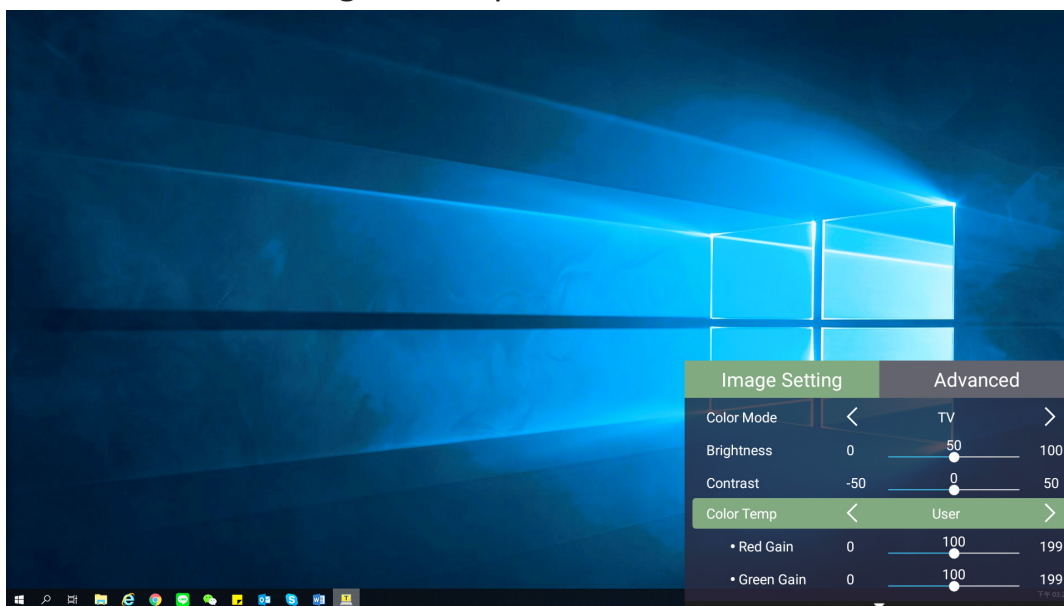 Image Setting Advanced
Color Mode TV
Brightness 0 50 100
Contrast -50 0 50
Color Temp User
• Red Gain 0 100 199
• Green Gain 0 100 199